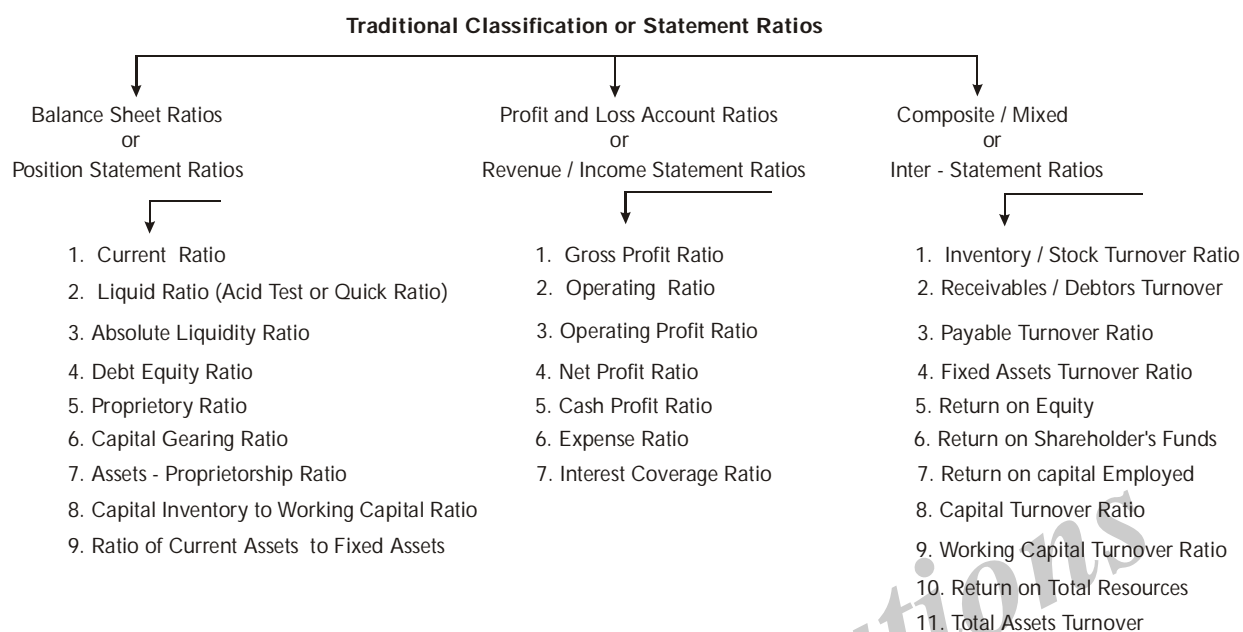 Traditional Classification or Statement Ratios
Balance Sheet Ratios
or
Position Statement Ratios
1. Current Ratio
2. Liquid Ratio (Acid Test or Quick Ratio)
3. Absolute Liquidity Ratio
4. Debt Equity Ratio
5. Proprietory Ratio
6. Capital Gearing Ratio
7. Assets - Proprietorship Ratio
8. Capital Inventory to Working Capital Ratio
9. Ratio of Current Assets to Fixed Assets
Profit and Loss Account Ratios
or
Revenue / Income Statement Ratios
1. Gross Profit Ratio
2. Operating Ratio
3. Operating Profit Ratio
4. Net Profit Ratio
5. Cash Profit Ratio
6. Expense Ratio
7. Interest Coverage Ratio
Composite / Mixed
or
Inter - Statement Ratios
1. Inventory / Stock Turnover Ratio
2. Receivables / Debtors Turnover
3. Payable Turnover Ratio
4. Fixed Assets Turnover Ratio
5. Return on Equity
6. Return on Shareholder's Funds
7. Return on capital Employed
8. Capital Turnover Ratio
9. Working Capital Turnover Ratio
10. Return on Total Resources
11. Total Assets Turnover